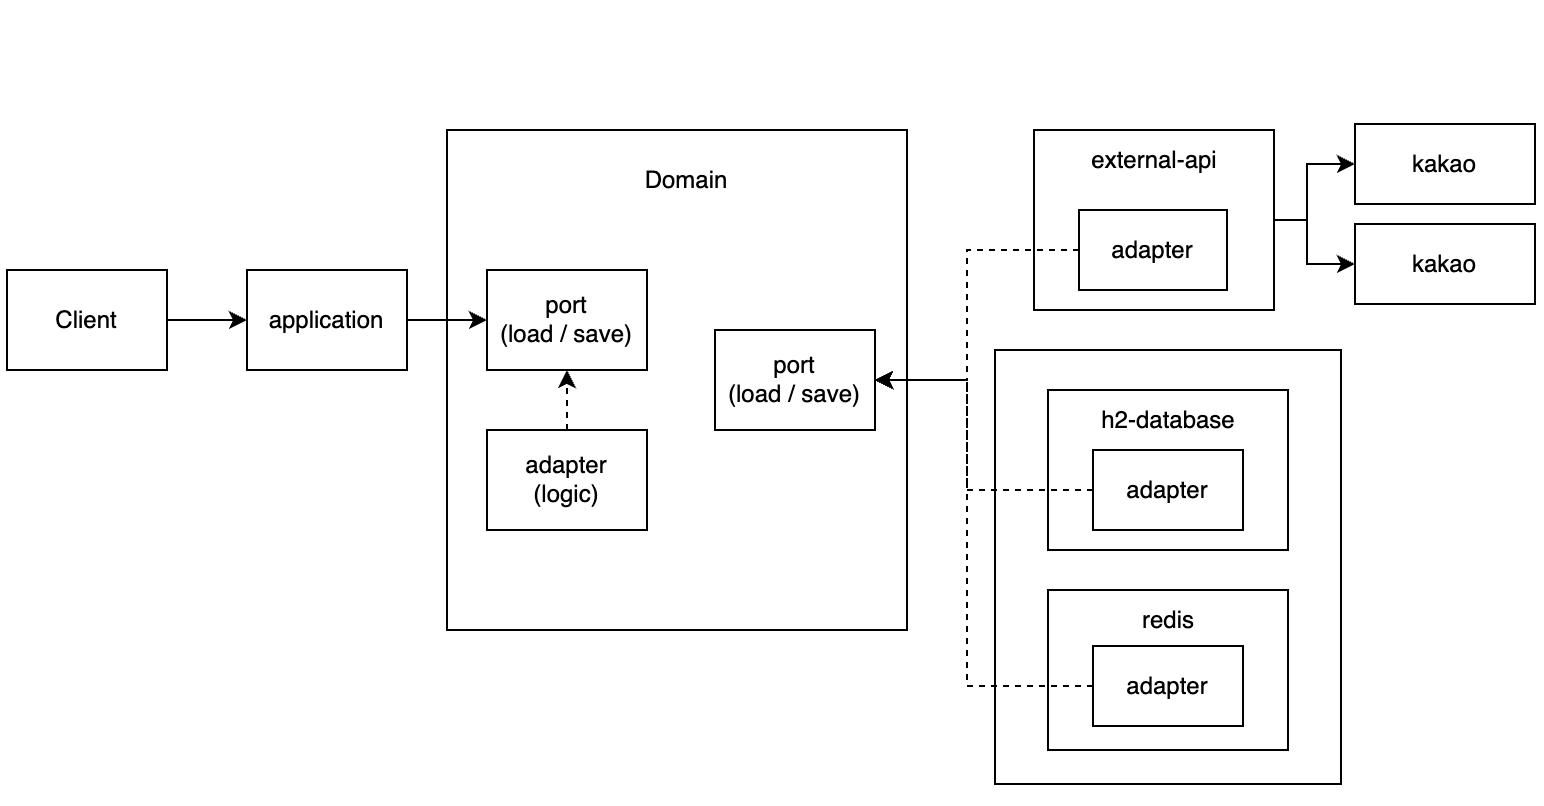 Client
application
Domain
port
(load / save)
adapter
(logic)
port
(load / save)
external-api
adapter
kakao
kakao
h2-database
adapter
redis
adapter